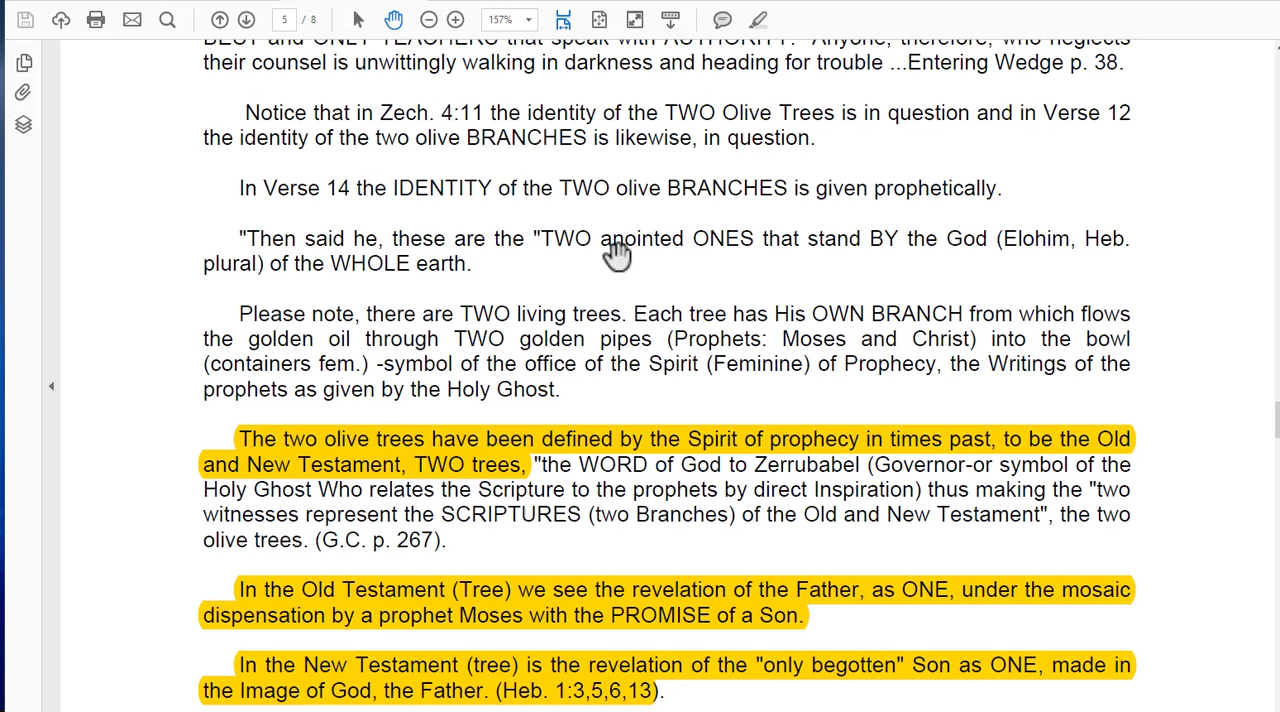 5 / 8
157%
BEST and ONLY TEACHERS that speak with AUTHORITY. Anyone, therefore, who neglects
their counsel is unwittingly walking in darkness and heading for trouble ...Entering Wedge p. 38.
Notice that in Zech. 4:11 the identity of the TWO Olive Trees is in question and in Verse 12
the identity of the two olive BRANCHES is likewise, in question.
In Verse 14 the IDENTITY of the TWO olive BRANCHES is given prophetically.
"Then said he, these are the "TWO anointed ONES that stand BY the God (Elohim, Heb.
plural) of the WHOLE earth.
Please note, there are TWO living trees. Each tree has His OWN BRANCH from which flows
the golden oil through TWO golden pipes (Prophets: Moses and Christ) into the bowl
(containers fem.) -symbol of the office of the Spirit (Feminine) of Prophecy, the Writings of the
prophets as given by the Holy Ghost.
The two olive trees have been defined by the Spirit of prophecy in times past, to be the Old
and New Testament, TWO trees, "the WORD of God to Zerrubabel (Governor-or symbol of the
Holy Ghost Who relates the Scripture to the prophets by direct Inspiration) thus making the "two
witnesses represent the SCRIPTURES (two Branches) of the Old and New Testament", the two
olive trees. (G.C. p. 267).
In the Old Testament (Tree) we see the revelation of the Father, as ONE, under the mosaic
dispensation by a prophet Moses with the PROMISE of a Son.
In the New Testament (tree) is the revelation of the "only begotten" Son as ONE, made in
the Image of God, the Father. (Heb. 1:3,5,6,13).